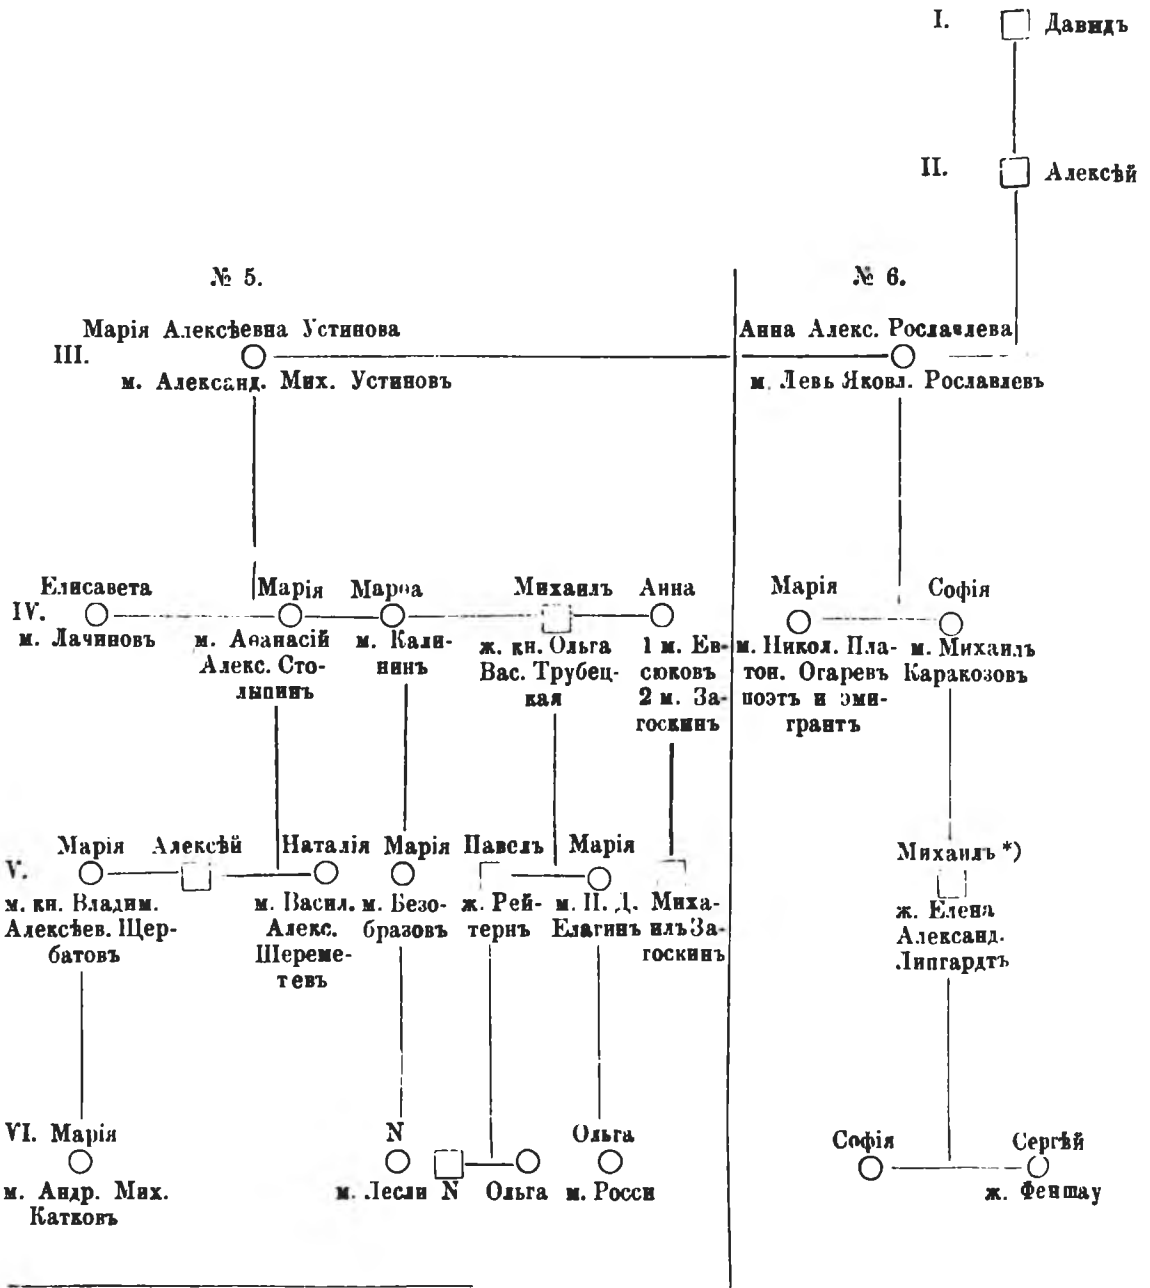 I. Давидъ
II. Алексѣй
№ 5.
№ 6.
Марія Алексѣевна Устинова
III.
м. Александ. Мих. Устиновъ
Анна Алекс. Рославлева
м. Левъ Яковл. Рославлевъ
IV.
Елисавета
м. Лачиновъ
Марія
м. Аѳанасій
Алекс. Сто-
лыпинъ
Марѳа
м. Кали-
нинъ
Михаилъ
ж. кн. Ольга
Вас. Трубец-
кая
Анна
1 м. Ев-
сюковъ
2 м. За-
госкинъ
Марія
м. Никол. Пла-
тон. Огаревъ
поэтъ и эми-
грантъ
Софія
м. Михаилъ
Каракозовъ
V.
Марія
м. кн. Владим.
Алексѣев. Щер-
батовъ
Алексѣй
Наталія
м. Васил.
Алекс.
Шереме-
тевъ
Марія
м. Безо-
бразовъ
Павелъ
ж. Рей-
тернъ
Марія
м. П. Д.
Елагинъ
Миха-
илъ За-
госкинъ
Михаилъ *)
ж. Елена
Александ.
Липгардтъ
VI. Марія
м. Андр. Мих.
Катковъ
N
м. Лесли
N
Ольга
Ольга
м. Росси
Софія
Сергѣй
ж. Феншау